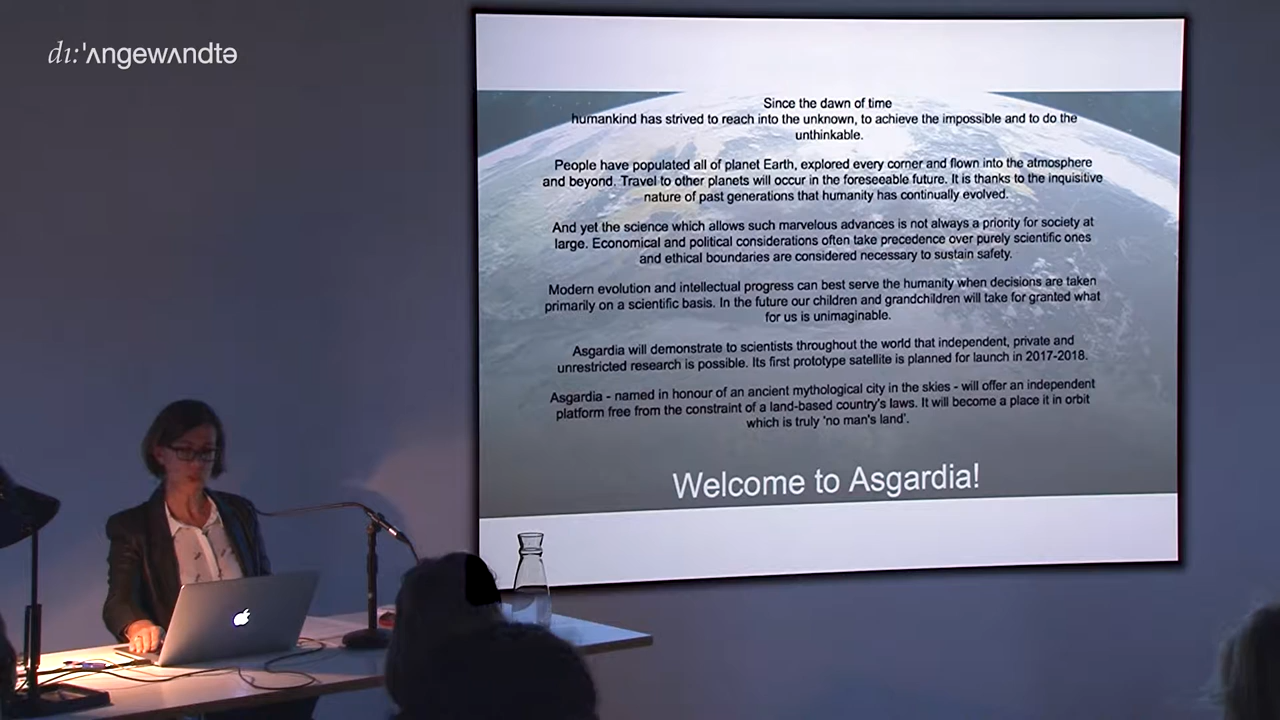 dı:'ʌngewʌndtə
Since the dawn of time
humankind has strived to reach into the unknown, to achieve the impossible and to do the
unthinkable.
People have populated all of planet Earth, explored every corner and flown into the atmosphere
and beyond. Travel to other planets will occur in the foreseeable future. It is thanks to the inquisitive
nature of past generations that humanity has continually evolved.
And yet the science which allows such marvelous advances is not always a priority for society at
large. Economical and political considerations often take precedence over purely scientific ones
and ethical boundaries are considered necessary to sustain safety.
Modern evolution and intellectual progress can best serve the humanity when decisions are taken
primarily on a scientific basis. In the future our children and grandchildren will take for granted what
for us is unimaginable.
Asgardia will demonstrate to scientists throughout the world that independent, private and
unrestricted research is possible. Its first prototype satellite is planned for launch in 2017-2018.
Asgardia - named in honour of an ancient mythological city in the skies - will offer an independent
platform free from the constraint of a land-based country's laws. It will become a place it in orbit
which is truly 'no man's land'.
Welcome to Asgardia!